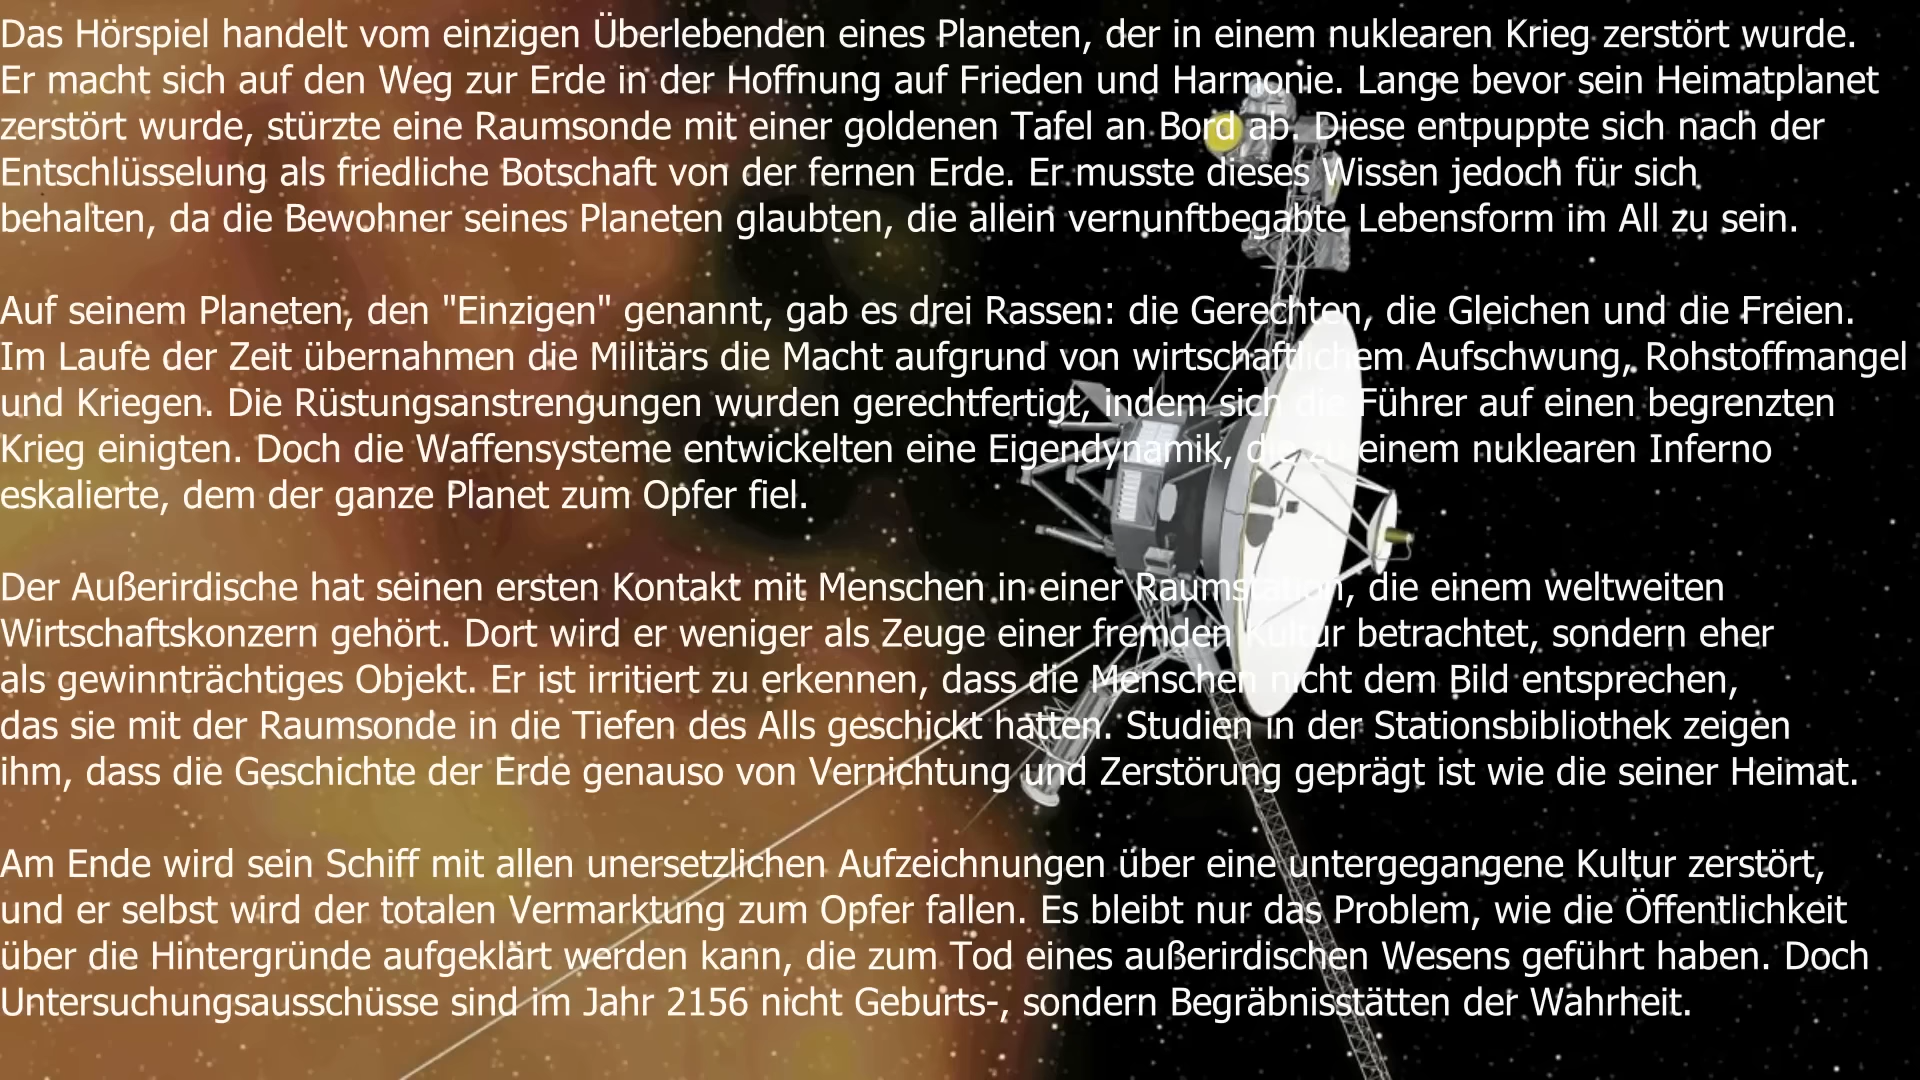 Das Hörspiel handelt vom einzigen Überlebenden eines Planeten, der in einem nuklearen Krieg zerstört wurde.
Er macht sich auf den Weg zur Erde in der Hoffnung auf Frieden und Harmonie. Lange bevor sein Heimatplanet
zerstört wurde, stürzte eine Raumsonde mit einer goldenen Tafel an Bord ab. Diese entpuppte sich nach der
Entschlüsselung als friedliche Botschaft von der fernen Erde. Er musste dieses Wissen jedoch für sich
behalten, da die Bewohner seines Planeten glaubten, die allein vernunftbegabte Lebensform im All zu sein.
Auf seinem Planeten, den "Einzigen" genannt, gab es drei Rassen: die Gerechten, die Gleichen und die Freien.
Im Laufe der Zeit übernahmen die Militärs die Macht aufgrund von wirtschaftlichem Aufschwung, Rohstoffmangel
und Kriegen. Die Rüstungsanstrengungen wurden gerechtfertigt, indem sich die Führer auf einen begrenzten
Krieg einigten. Doch die Waffensysteme entwickelten eine Eigendynamik, die zu einem nuklearen Inferno
eskalierte, dem der ganze Planet zum Opfer fiel.
Der Außerirdische hat seinen ersten Kontakt mit Menschen in einer Raumstation, die einem weltweiten
Wirtschaftskonzern gehört. Dort wird er weniger als Zeuge einer fremden Kultur betrachtet, sondern eher
als gewinnträchtiges Objekt. Er ist irritiert zu erkennen, dass die Menschen nicht dem Bild entsprechen,
das sie mit der Raumsonde in die Tiefen des Alls geschickt hatten. Studien in der Stationsbibliothek zeigen
ihm, dass die Geschichte der Erde genauso von Vernichtung und Zerstörung geprägt ist wie die seiner Heimat.
Am Ende wird sein Schiff mit allen unersetzlichen Aufzeichnungen über eine untergegangene Kultur zerstört,
und er selbst wird der totalen Vermarktung zum Opfer fallen. Es bleibt nur das Problem, wie die Öffentlichkeit
über die Hintergründe aufgeklärt werden kann, die zum Tod eines außerirdischen Wesens geführt haben. Doch
Untersuchungsausschüsse sind im Jahr 2156 nicht Geburts-, sondern Begräbnisstätten der Wahrheit.